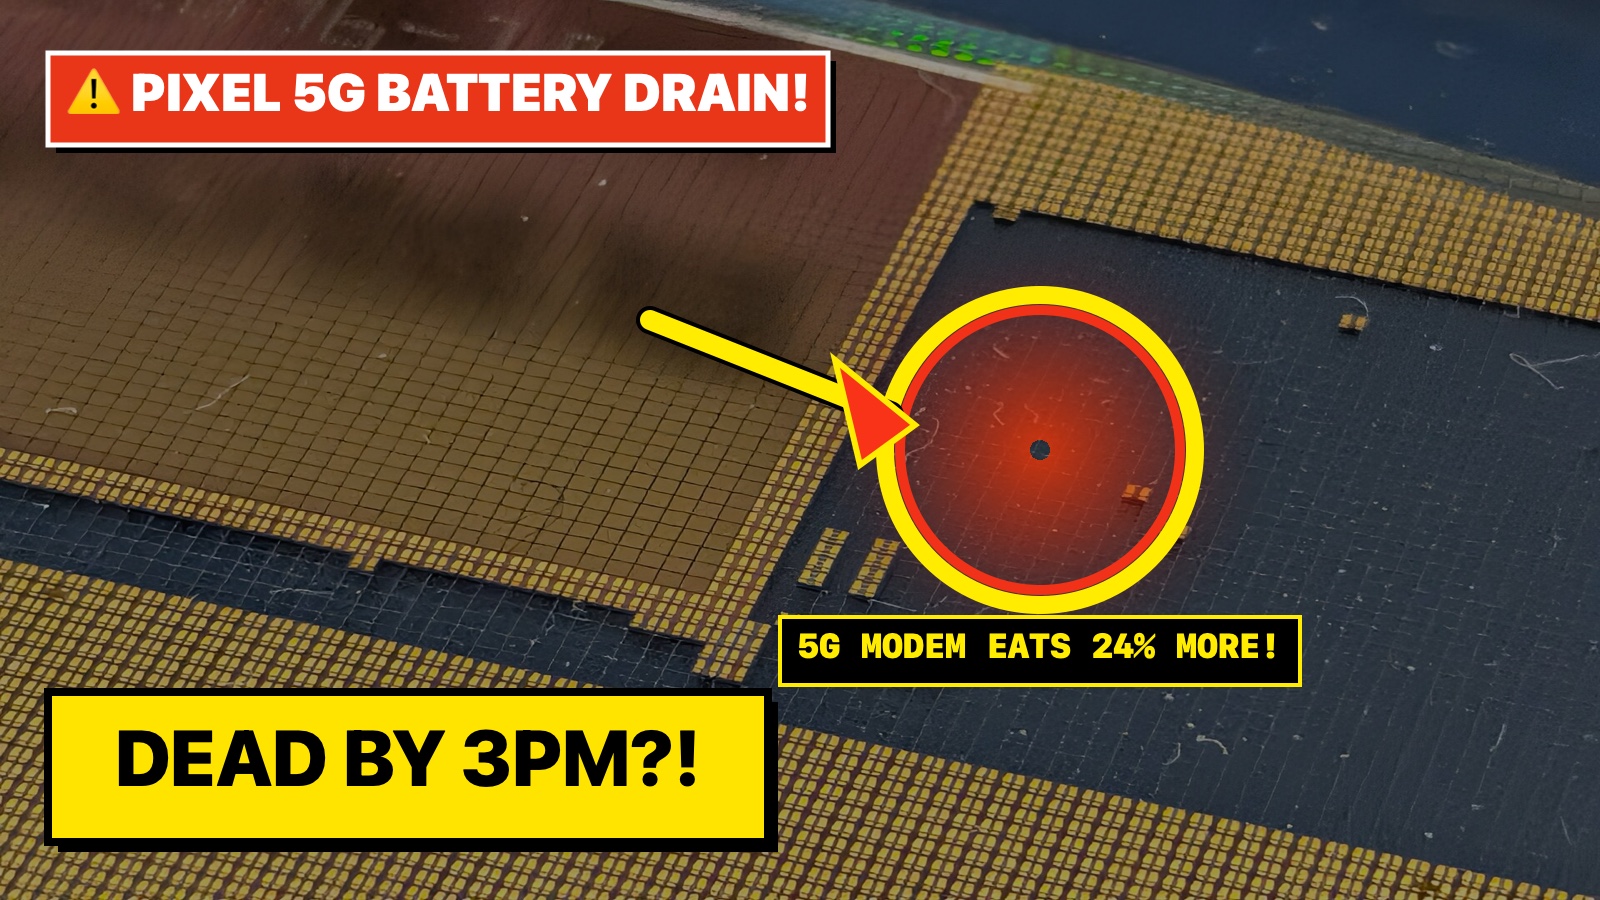 ⚠️ PIXEL 5G BATTERY DRAIN!
5G MODEM EATS 24% MORE!
DEAD BY 3PM?!